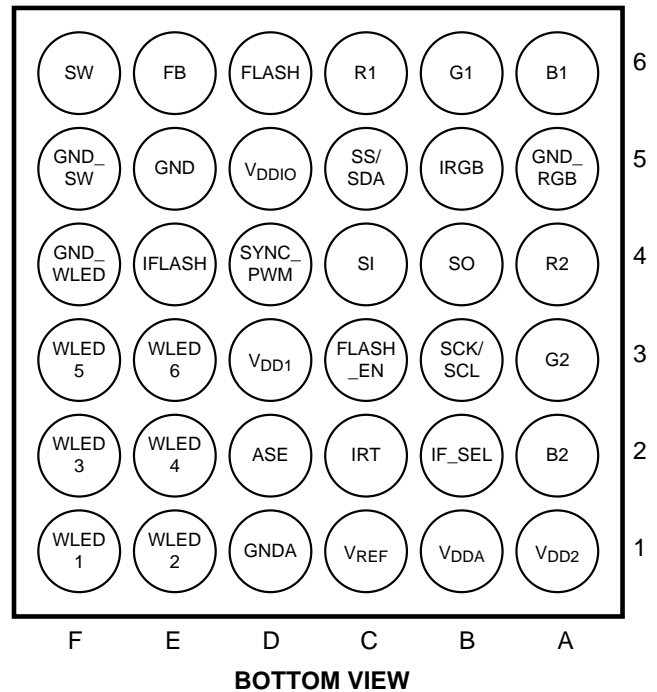 SW FB FLASH R1 G1 B1 6
GND_
SW GND VDDIO SS/
SDA IRGB GND_
RGB 5
GND_
WLED IFLASH SYNC_
PWM SI SO R2 4
WLED
5 WLED
6 VDD1 FLASH
_EN SCK/
SCL G2 3
WLED
3 WLED
4 ASE IRT IF_SEL B2 2
WLED
1 WLED
2 GNDA VREF VDDA VDD2 1
F E D C B A
BOTTOM VIEW